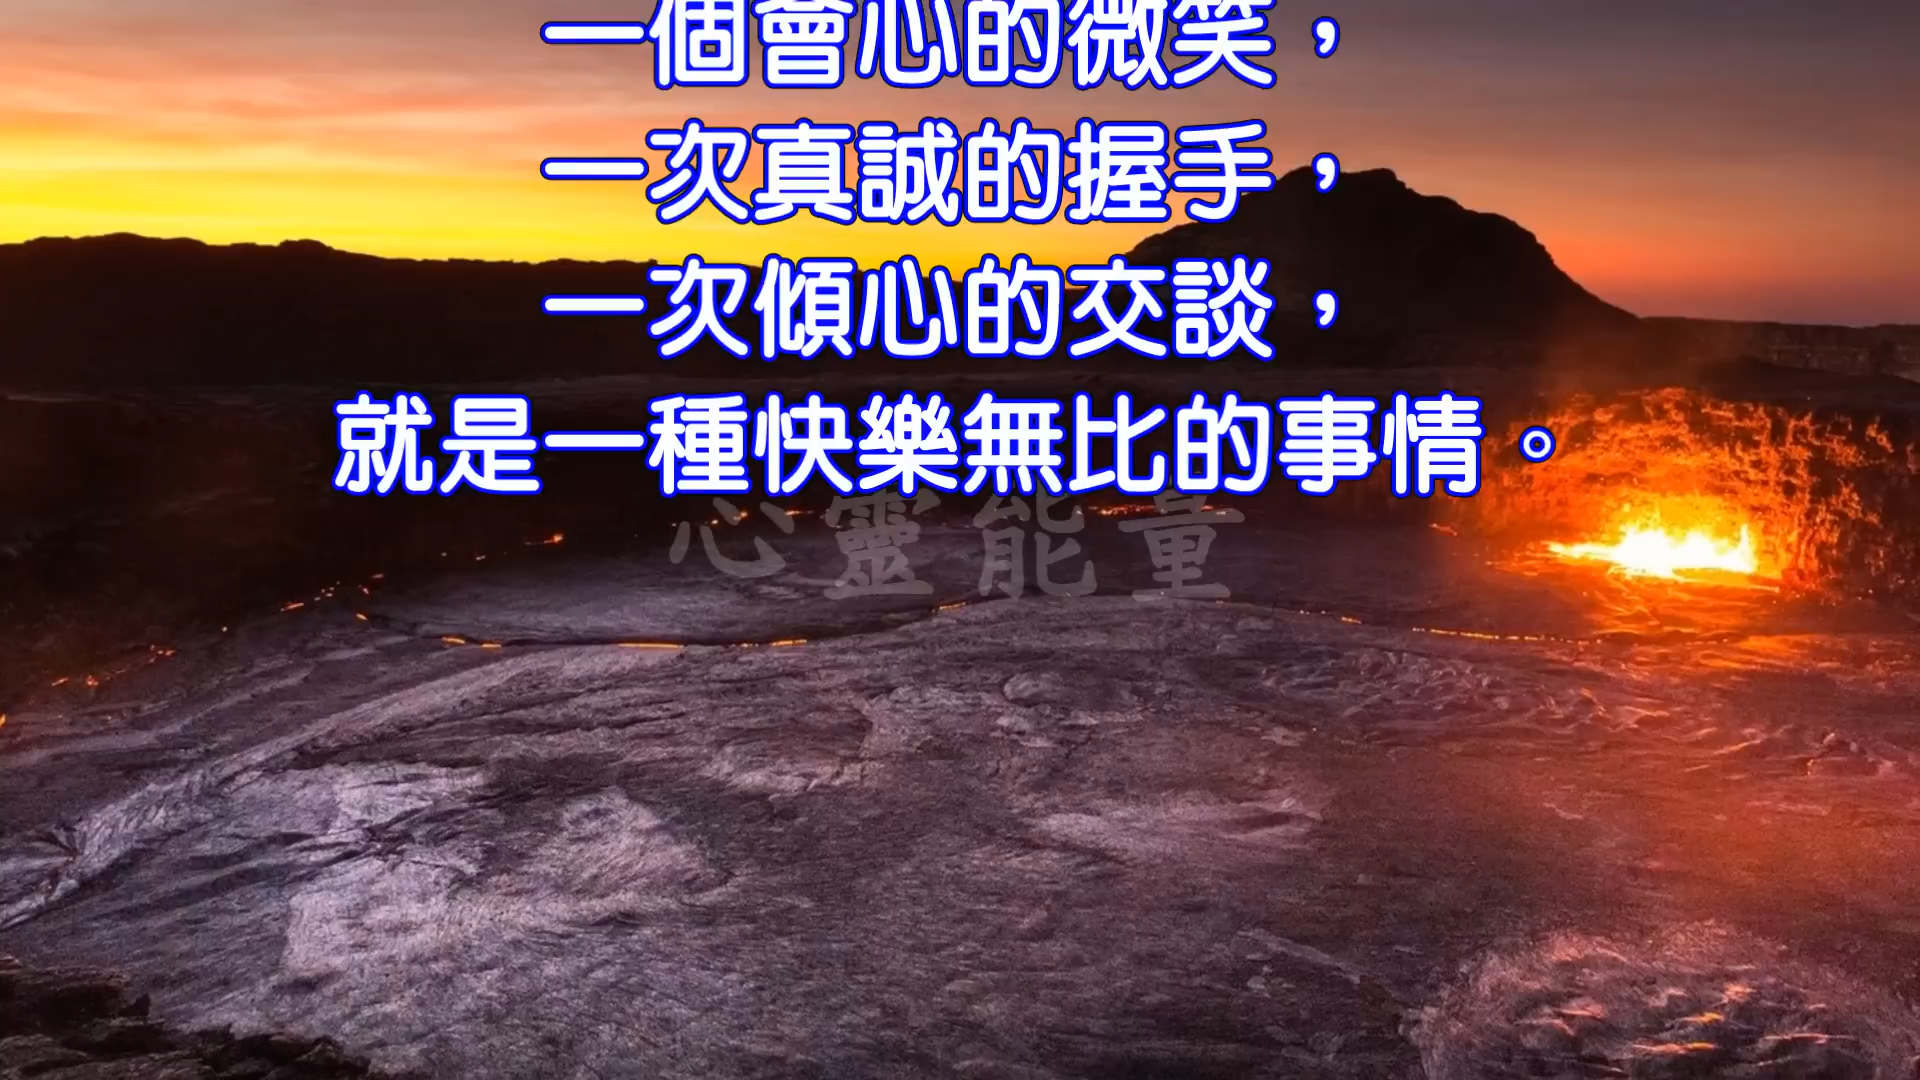 一個會心的微笑，
一次真誠的握手，
一次傾心的交談，
就是一種快樂無比的事情。
心靈能量